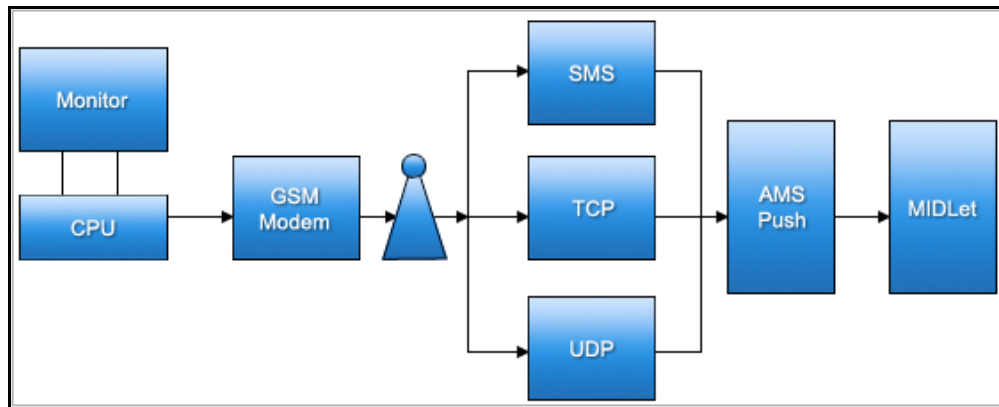 Monitor
CPU
GSM
Modem
SMS
TCP
UDP
AMS
Push
MIDLet